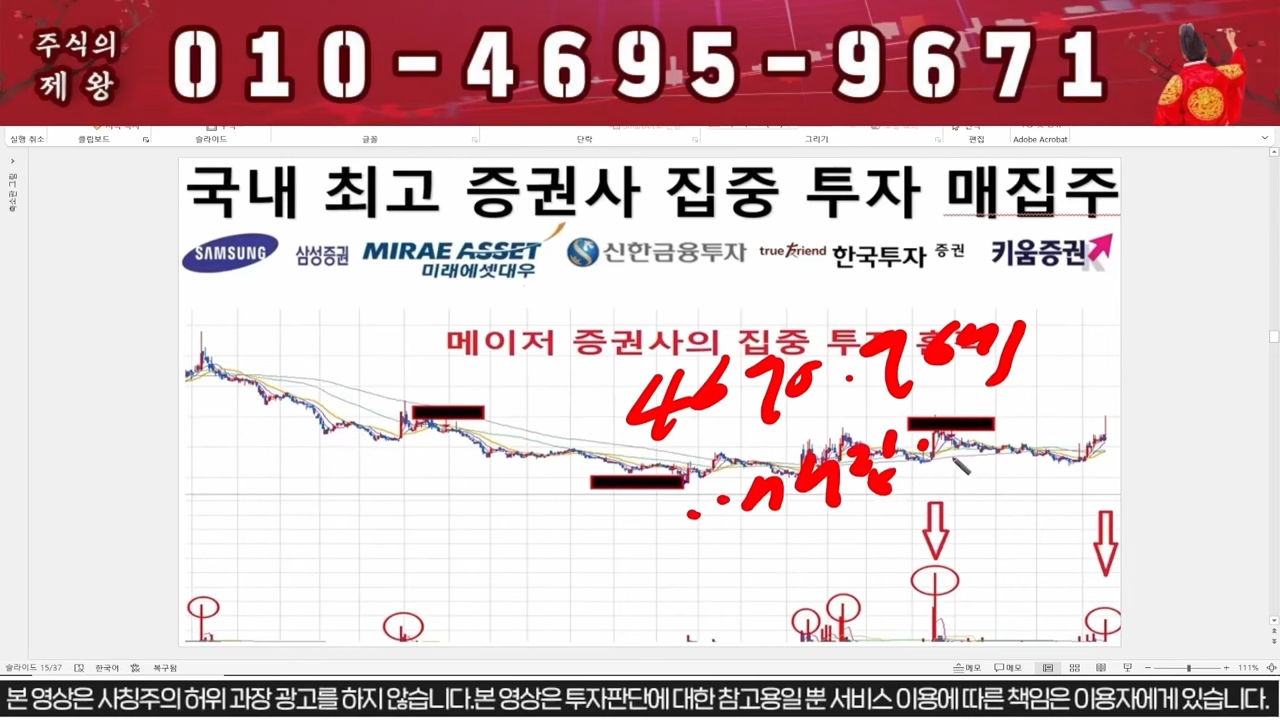 주식의
제 왕
010-4695-9671
실행 취소 클립보드 슬라이드 글꼴 단락 그리기 편집 Adobe Acrobat
국내 최고 증권사 집중 투자 매집주
SAMSUNG 삼성증권 MIRAE ASSET 미래에셋대우 신한금융투자 true friend 한국투자 증권 키움증권
메이저 증권사의 집중 투자
4670.
매집
슬라이드 15/37 한국어 복구됨 메모 메모 111%
본 영상은 사칭주의 허위 과장 광고를 하지 않습니다.본 영상은 투자판단에 대한 참고용일 뿐 서비스 이용에 따른 책임은 이용자에게 있습니다.